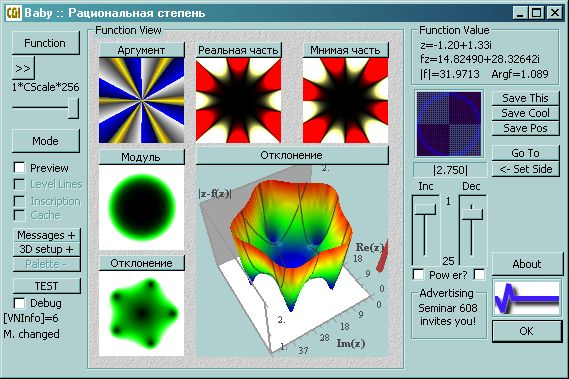 CGI Baby :: Рациональная степень
Function
>>
1*CScale*256
Mode
Preview
Level Lines
Inscription
Cache
Messages +
3D setup +
Palette -
TEST
Debug
[VNInfo]=6
M. changed
Function View
Аргумент
Реальная часть
Мнимая часть
Модуль
Отклонение
Отклонение
|z-f(z)|
2.
Re(z)
18
9
0
0
9
18
28
37
Im(z)
2.
1.
Function Value
z=-1.20+1.33i
fz=14.82490+28.32642i
|f|=31.9713 Argf=1.089
Save This
Save Cool
Save Pos
|2.750|
Go To
<- Set Side
Inc
Dec
1
25
Pow er?
About
Advertising
Seminar 608
invites you!
OK